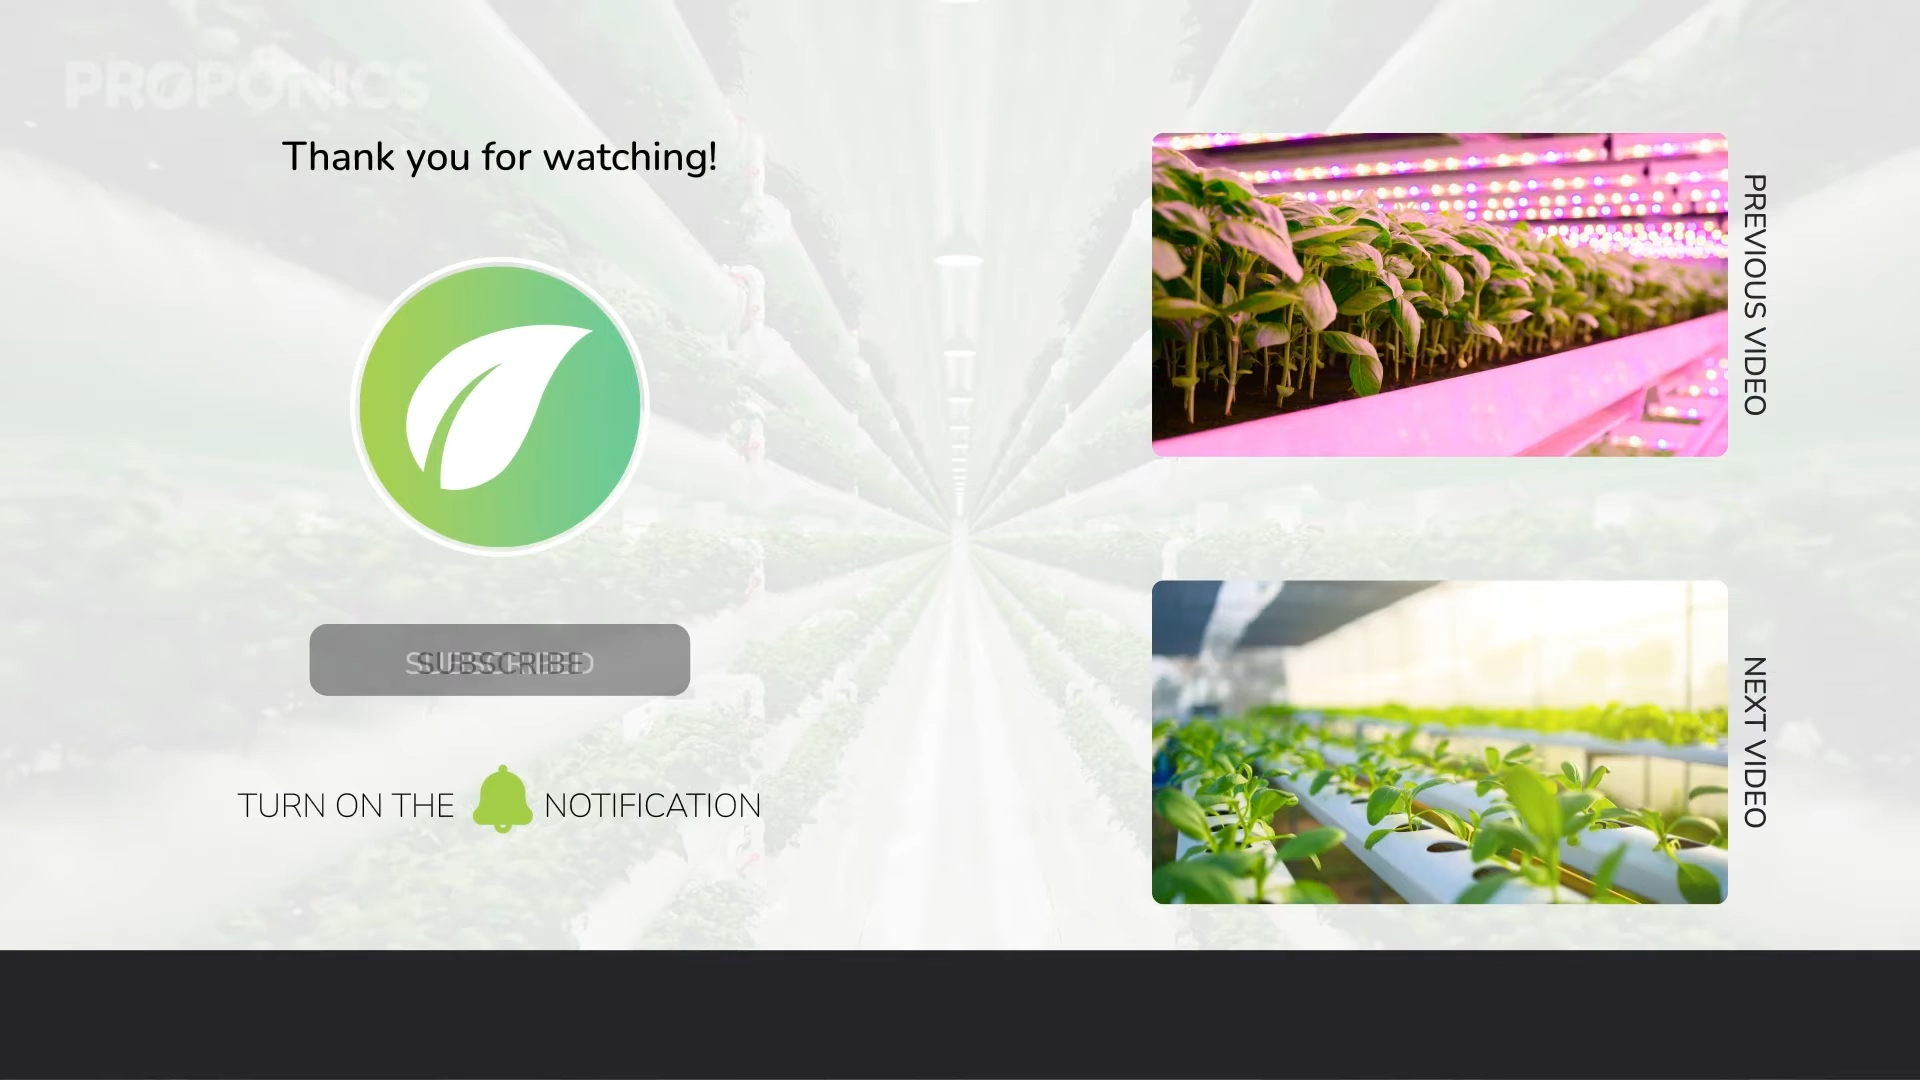 PROPONICS
Thank you for watching!
SUBSCRIBE
TURN ON THE NOTIFICATION
PREVIOUS VIDEO
NEXT VIDEO